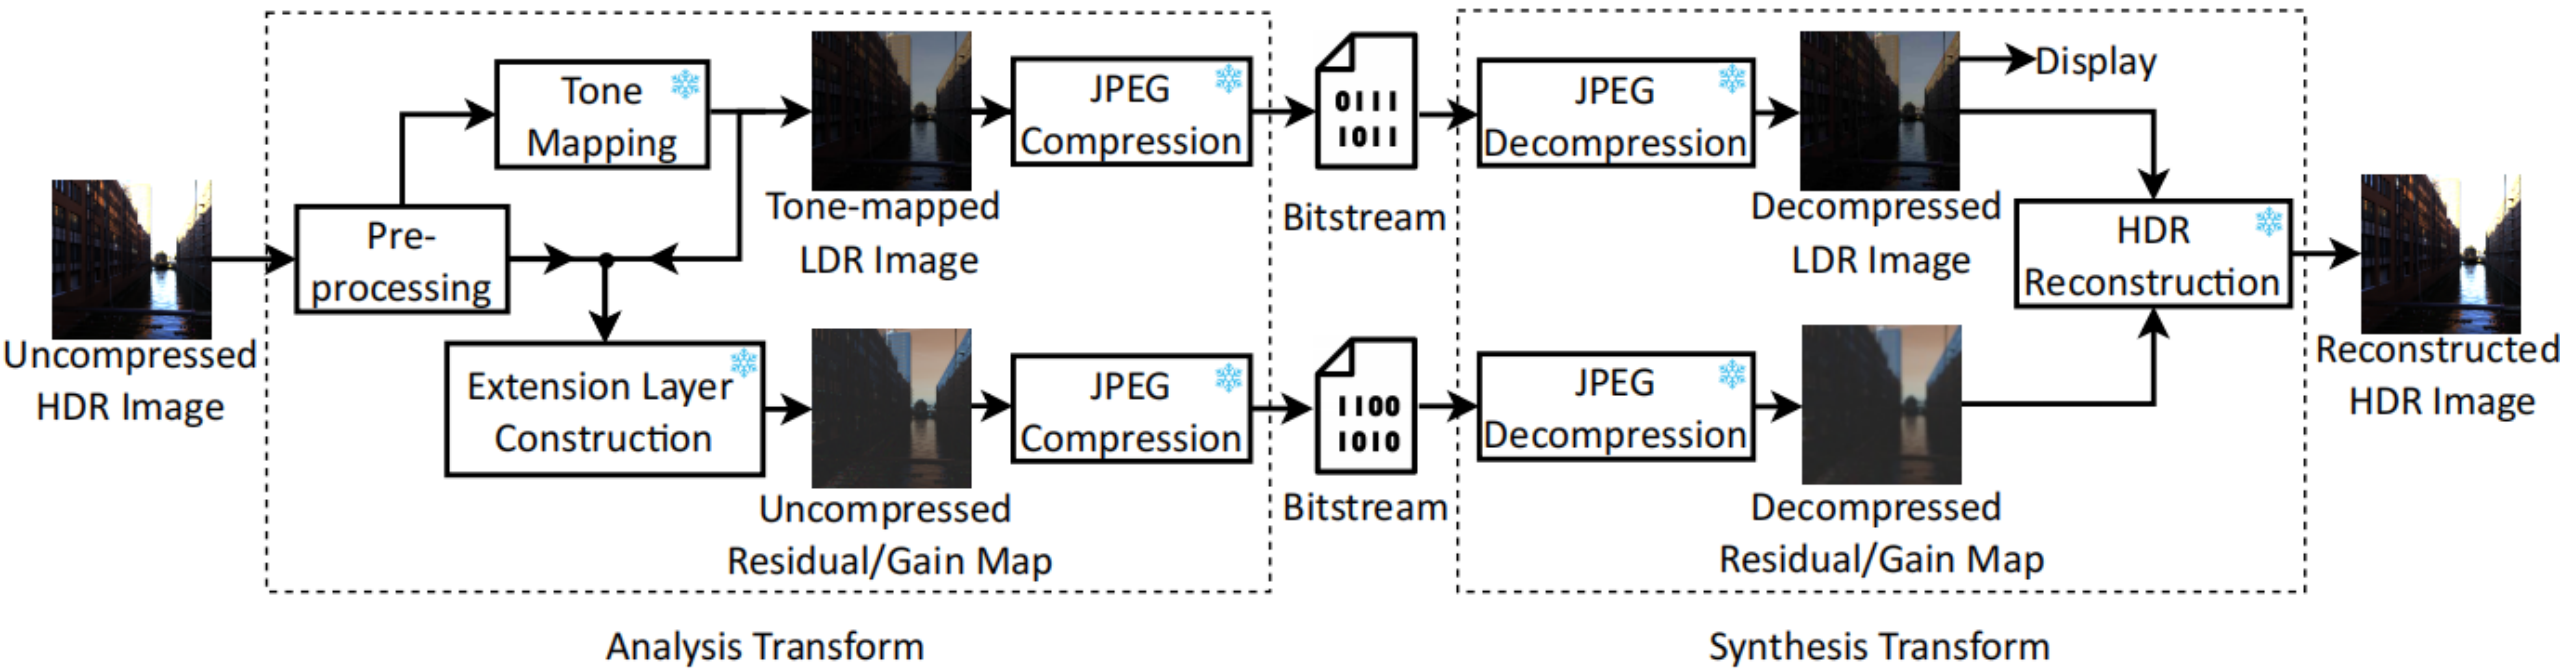 Uncompressed
HDR Image
Pre-
processing
Tone
Mapping
Tone-mapped
LDR Image
JPEG
Compression
Extension Layer
Construction
Uncompressed
Residual/Gain Map
JPEG
Compression
Analysis Transform
0111
1011
Bitstream
1100
1010
Bitstream
JPEG
Decompression
Decompressed
LDR Image
Display
JPEG
Decompression
Decompressed
Residual/Gain Map
HDR
Reconstruction
Synthesis Transform
Reconstructed
HDR Image